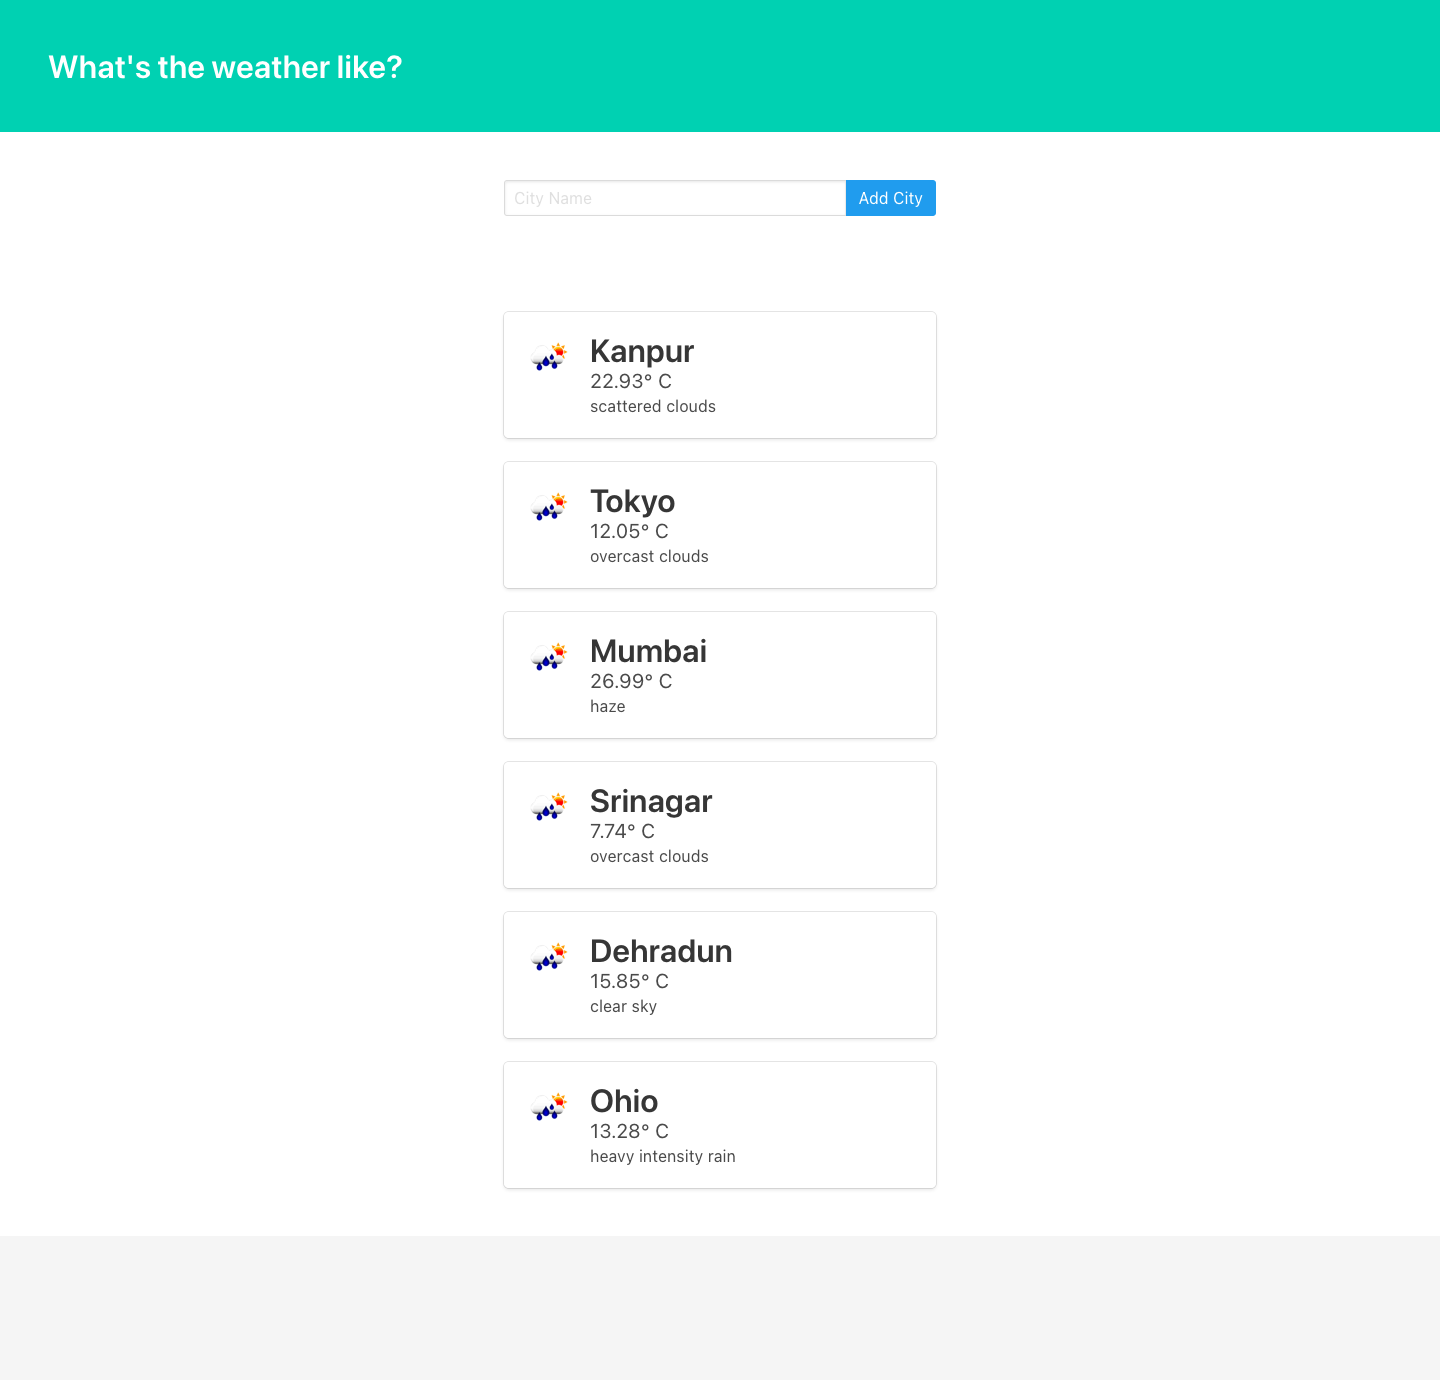 What's the weather like?
City Name
Add City
Kanpur
22.93° C
scattered clouds
Tokyo
12.05° C
overcast clouds
Mumbai
26.99° C
haze
Srinagar
7.74° C
overcast clouds
Dehradun
15.85° C
clear sky
Ohio
13.28° C
heavy intensity rain